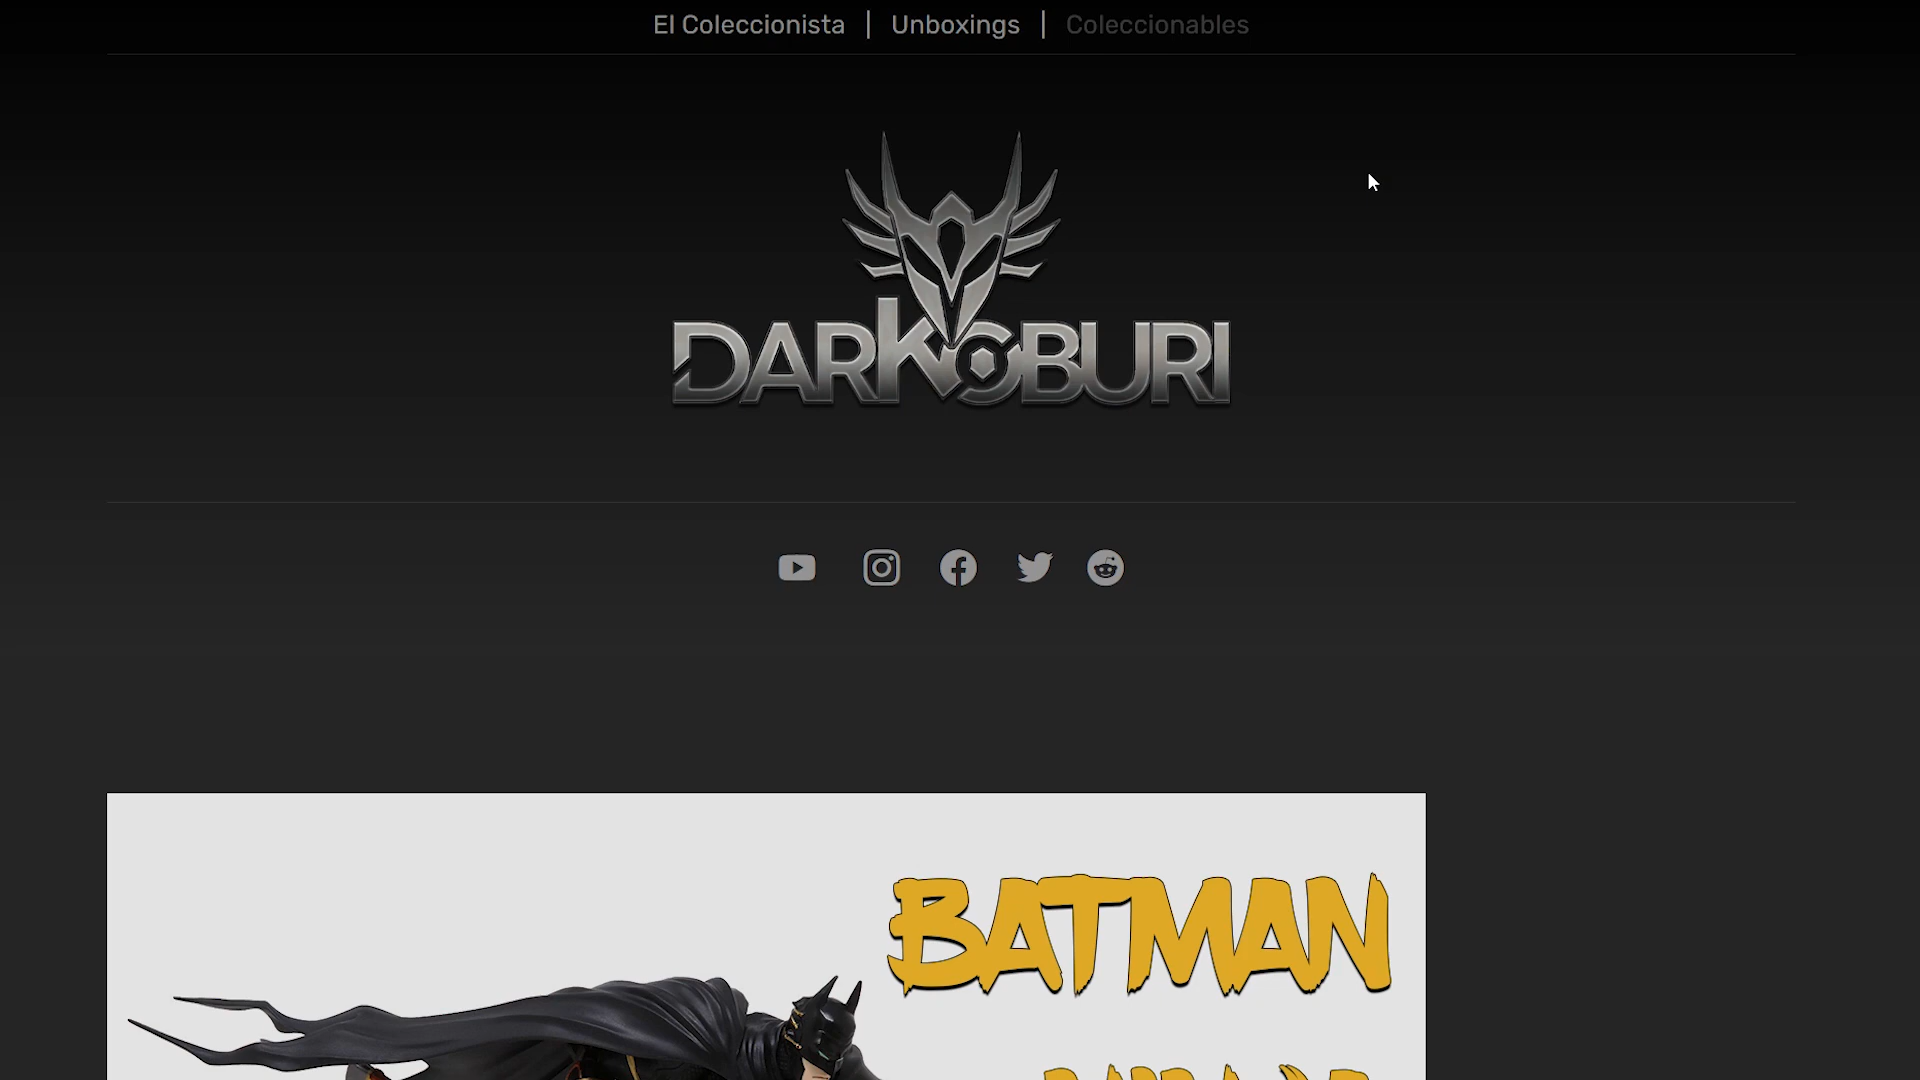 El Coleccionista | Unboxings | Coleccionables
DARKOBURI
BATMAN